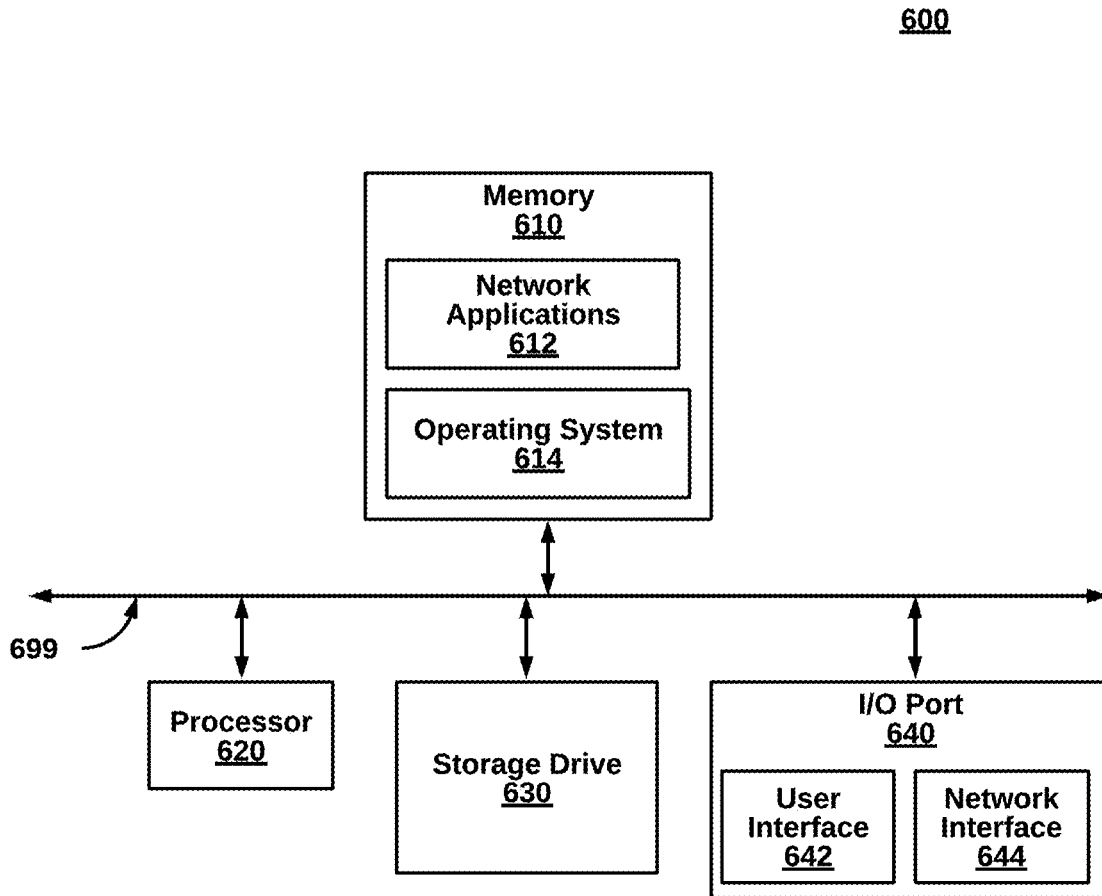 600
Memory
610
Network
Applications
612
Operating System
614
699
Processor
620
Storage Drive
630
I/O Port
640
User
Interface
642
Network
Interface
644